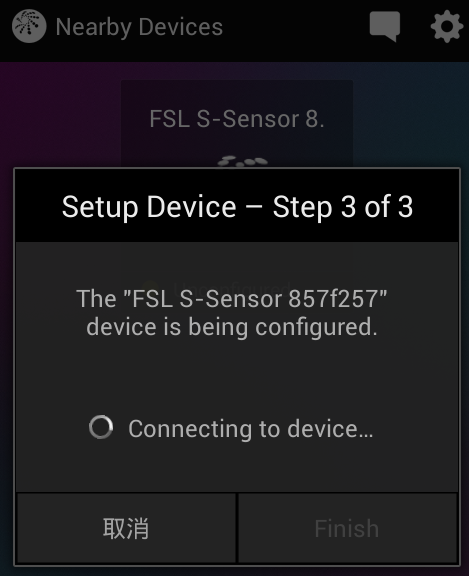 Nearby Devices
FSL S-Sensor 8.
Setup Device – Step 3 of 3
The "FSL S-Sensor 857f257"
device is being configured.
Connecting to device...
取消
Finish